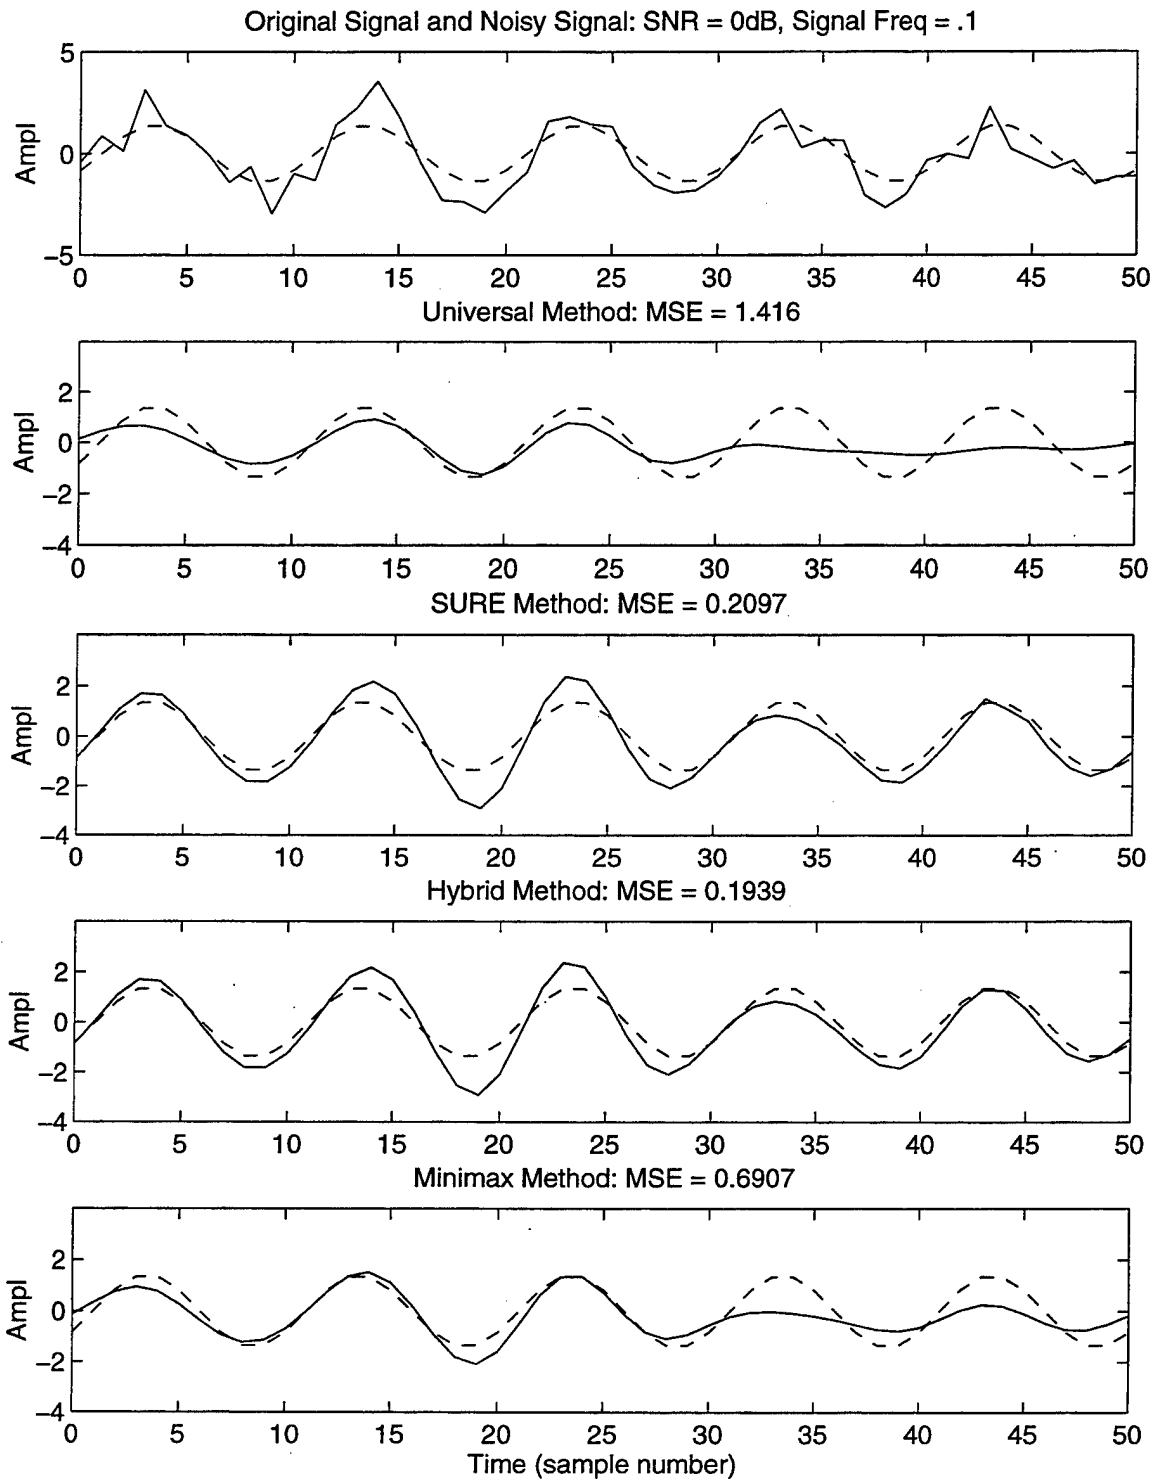 Original Signal and Noisy Signal: SNR = 0dB, Signal Freq = .1
5
0
−5
Ampl
0 5 10 15 20 25 30 35 40 45 50
Universal Method: MSE = 1.416
2
0
−2
−4
Ampl
0 5 10 15 20 25 30 35 40 45 50
SURE Method: MSE = 0.2097
2
0
−2
−4
Ampl
0 5 10 15 20 25 30 35 40 45 50
Hybrid Method: MSE = 0.1939
2
0
−2
−4
Ampl
0 5 10 15 20 25 30 35 40 45 50
Minimax Method: MSE = 0.6907
2
0
−2
−4
Ampl
0 5 10 15 20 25 30 35 40 45 50
Time (sample number)